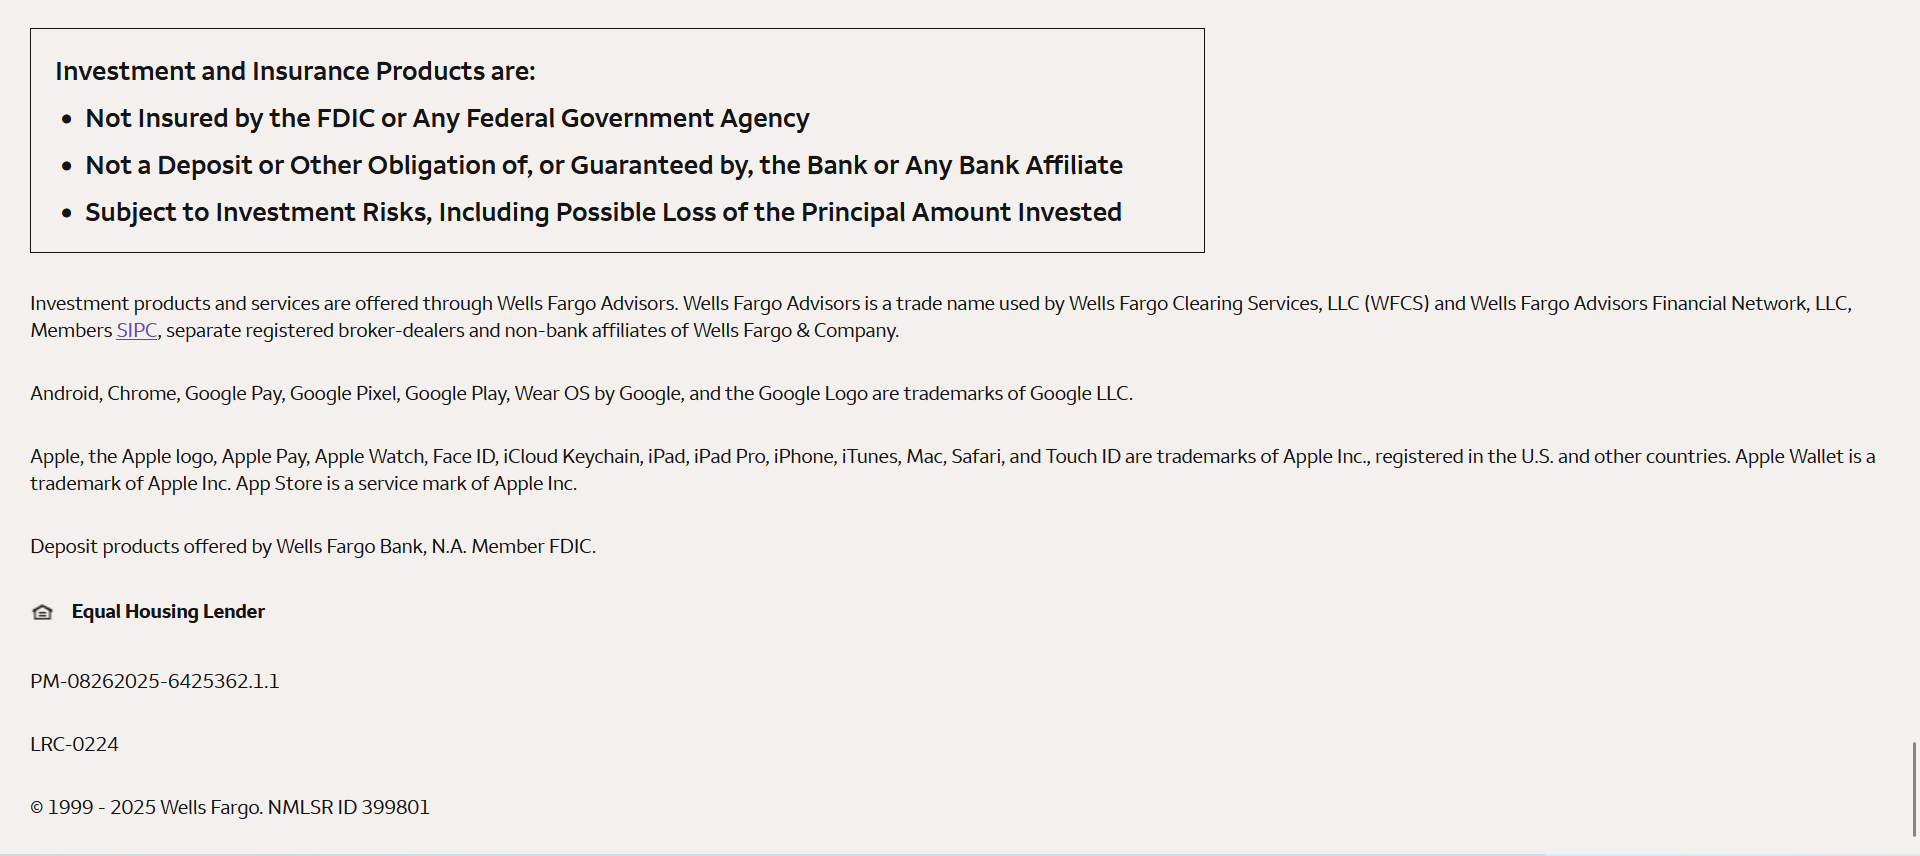 Investment and Insurance Products are:
• Not Insured by the FDIC or Any Federal Government Agency
• Not a Deposit or Other Obligation of, or Guaranteed by, the Bank or Any Bank Affiliate
• Subject to Investment Risks, Including Possible Loss of the Principal Amount Invested
Investment products and services are offered through Wells Fargo Advisors. Wells Fargo Advisors is a trade name used by Wells Fargo Clearing Services, LLC (WFCS) and Wells Fargo Advisors Financial Network, LLC,
Members SIPC, separate registered broker-dealers and non-bank affiliates of Wells Fargo & Company.
Android, Chrome, Google Pay, Google Pixel, Google Play, Wear OS by Google, and the Google Logo are trademarks of Google LLC.
Apple, the Apple logo, Apple Pay, Apple Watch, Face ID, iCloud Keychain, iPad, iPad Pro, iPhone, iTunes, Mac, Safari, and Touch ID are trademarks of Apple Inc., registered in the U.S. and other countries. Apple Wallet is a
trademark of Apple Inc. App Store is a service mark of Apple Inc.
Deposit products offered by Wells Fargo Bank, N.A. Member FDIC.
Equal Housing Lender
PM-08262025-6425362.1.1
LRC-0224
© 1999 - 2025 Wells Fargo. NMLSR ID 399801